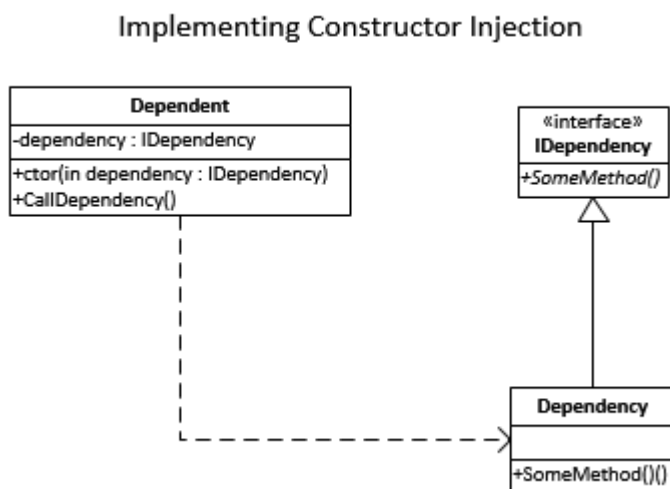 Implementing Constructor Injection
Dependent
-dependency : IDependency
+ctor(in dependency : IDependency)
+CallDependency()
«interface»
IDependency
+SomeMethod()
Dependency
+SomeMethod()()